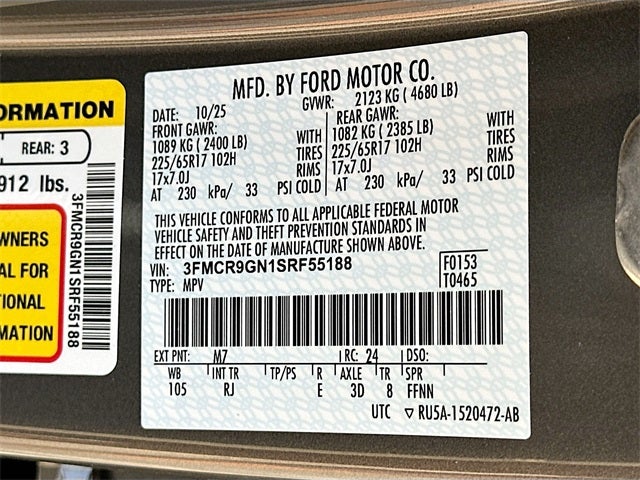 ORMATION
REAR: 3
912 lbs.
WNERS
AL FOR
TIONAL
RMATION
3FMCR9GN1SRF55188
MFD. BY FORD MOTOR CO.
DATE: 10/25 GVWR: 2123 KG ( 4680 LB)
FRONT GAWR: REAR GAWR:
1089 KG ( 2400 LB) WITH 1082 KG ( 2385 LB) WITH
225/65R17 102H TIRES 225/65R17 102H TIRES
17x7.0J RIMS 17x7.0J RIMS
AT 230 kPa/ 33 PSI COLD AT 230 kPa/ 33 PSI COLD
THIS VEHICLE CONFORMS TO ALL APPLICABLE FEDERAL MOTOR
VEHICLE SAFETY AND THEFT PREVENTION STANDARDS IN
EFFECT ON THE DATE OF MANUFACTURE SHOWN ABOVE.
VIN: 3FMCR9GN1SRF55188 F0153
TYPE: MPV T0465
EXT PNT: M7 RC: 24 DSO:
WB INT TR TP/PS R AXLE TR SPR
105 RJ E 3D 8 FFNN
UTC ▽ RU5A-1520472-AB